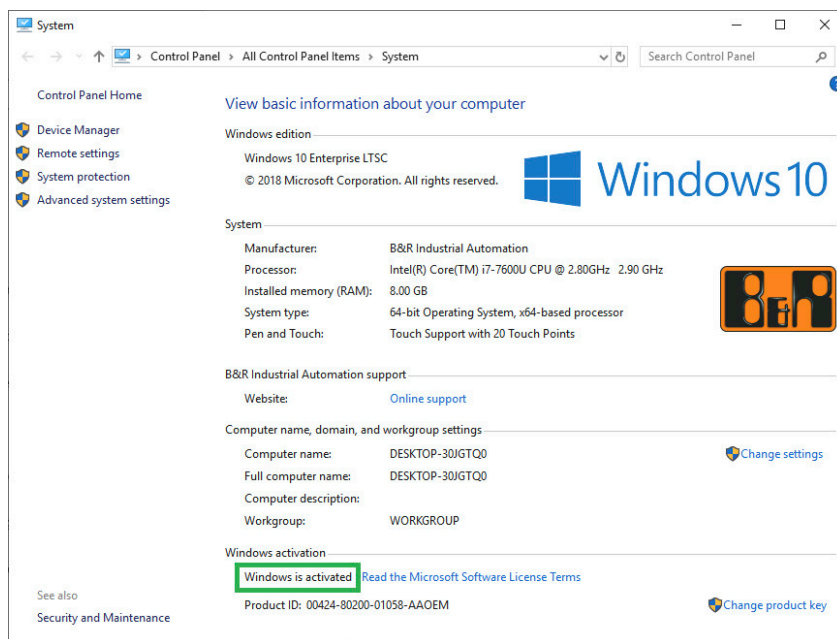 System
Control Panel > All Control Panel Items > System
Search Control Panel
Control Panel Home
Device Manager
Remote settings
System protection
Advanced system settings
See also
Security and Maintenance
View basic information about your computer
Windows edition
Windows 10 Enterprise LTSC
© 2018 Microsoft Corporation. All rights reserved.
Windows 10
System
Manufacturer: B&R Industrial Automation
Processor: Intel(R) Core(TM) i7-7600U CPU @ 2.80GHz 2.90 GHz
Installed memory (RAM): 8.00 GB
System type: 64-bit Operating System, x64-based processor
Pen and Touch: Touch Support with 20 Touch Points
B&R
B&R Industrial Automation support
Website: Online support
Computer name, domain, and workgroup settings
Computer name: DESKTOP-30JGTQ0
Change settings
Full computer name: DESKTOP-30JGTQ0
Computer description:
Workgroup: WORKGROUP
Windows activation
Windows is activated Read the Microsoft Software License Terms
Product ID: 00424-80200-01058-AAOEM
Change product key